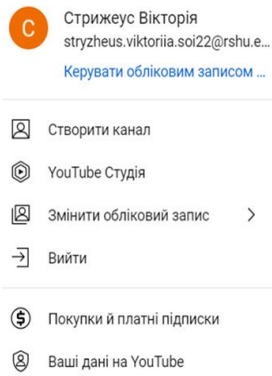 С
Стрижеус Вікторія
stryzheus.viktoriia.soi22@rshu.e...
Керувати обліковим записом ...
Створити канал
YouTube Студія
Змінити обліковий запис
Вийти
Покупки й платні підписки
Ваші дані на YouTube